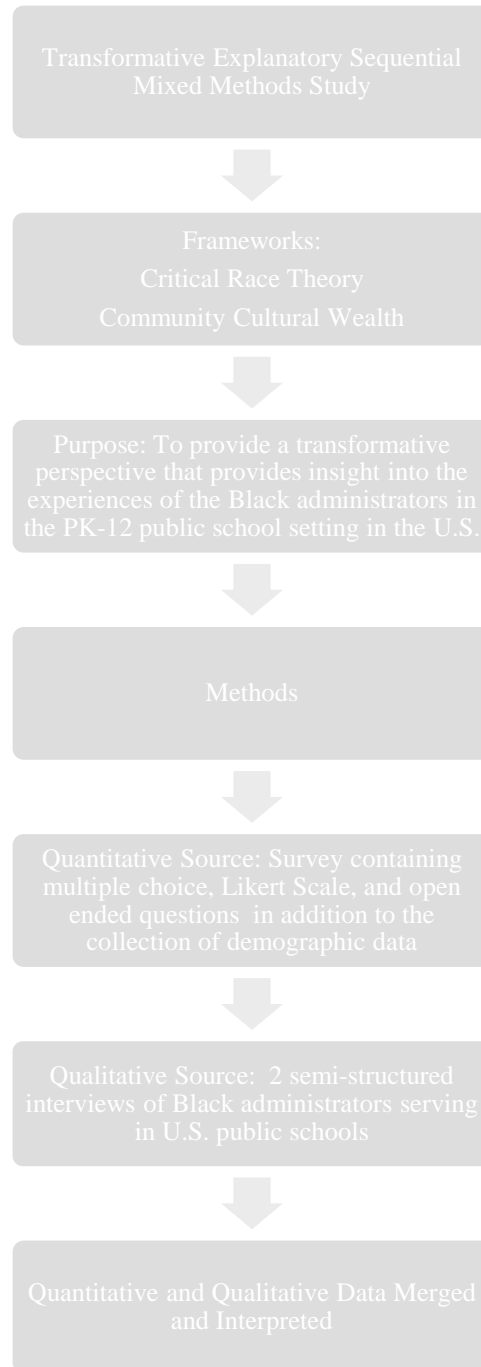 Transformative Explanatory Sequential
Mixed Methods Study
Frameworks:
Critical Race Theory
Community Cultural Wealth
Purpose: To provide a transformative
perspective that provides insight into the
experiences of the Black administrators in
the PK-12 public school setting in the U.S.
Methods
Quantitative Source: Survey containing
multiple choice, Likert Scale, and open
ended questions in addition to the
collection of demographic data
Qualitative Source: 2 semi-structured
interviews of Black administrators serving
in U.S. public schools
Quantitative and Qualitative Data Merged
and Interpreted